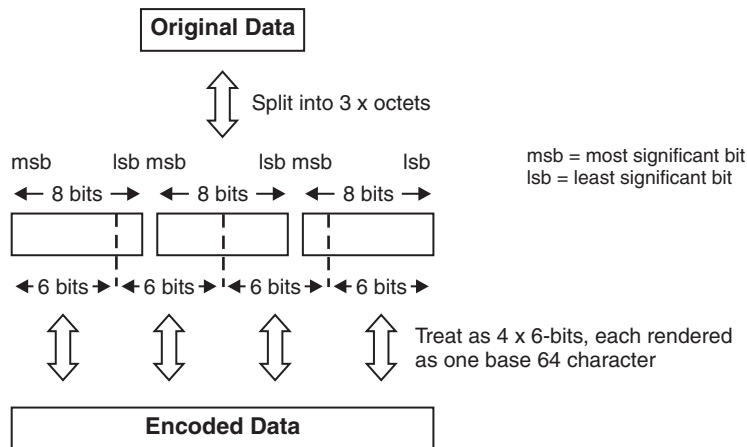 Original Data
Split into 3 x octets
msb lsb msb lsb msb lsb
msb = most significant bit
lsb = least significant bit
8 bits 8 bits 8 bits
6 bits 6 bits 6 bits 6 bits
Treat as 4 x 6-bits, each rendered
as one base 64 character
Encoded Data